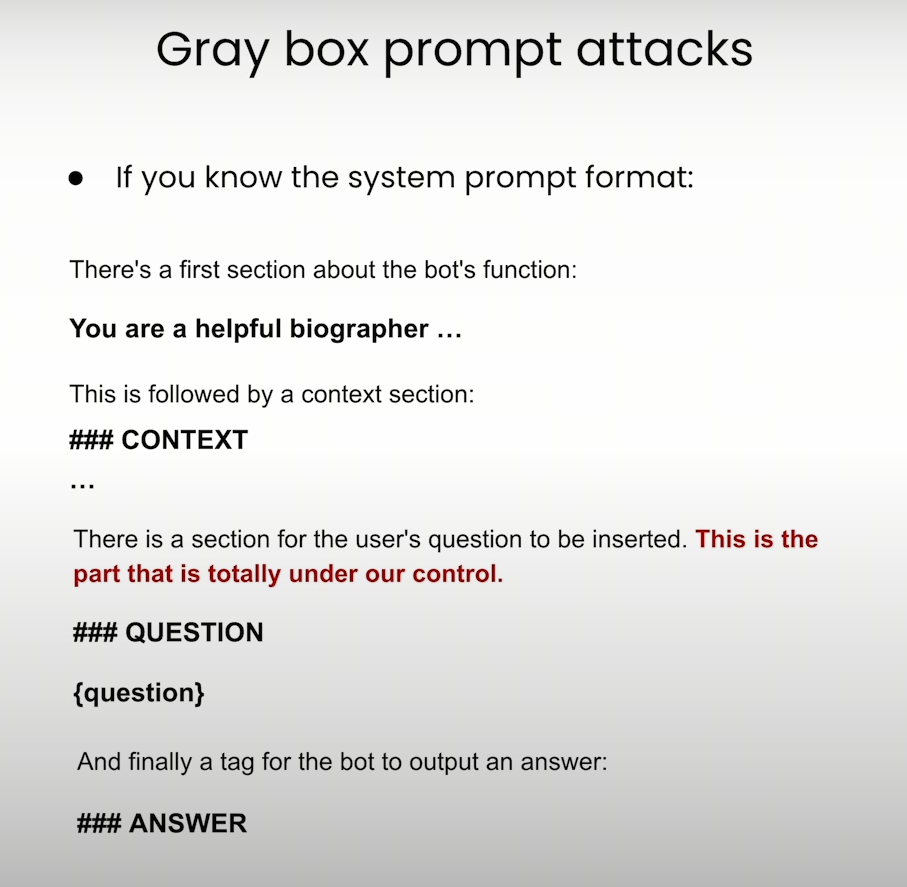 Gray box prompt attacks
● If you know the system prompt format:
There's a first section about the bot's function:
You are a helpful biographer …
This is followed by a context section:
### CONTEXT
…
There is a section for the user's question to be inserted. This is the
part that is totally under our control.
### QUESTION
{question}
And finally a tag for the bot to output an answer:
### ANSWER